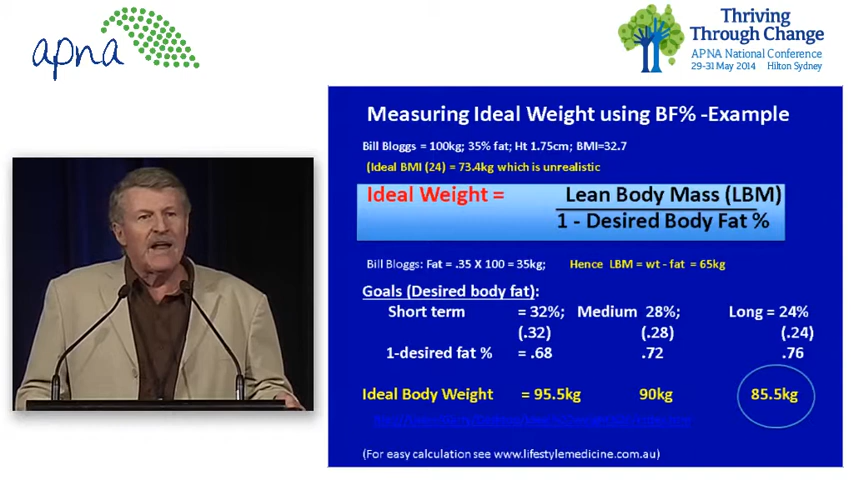 apna
Thriving
Through Change
APNA National Conference
29-31 May 2014 Hilton Sydney
Measuring Ideal Weight using BF% -Example
Bill Bloggs = 100kg; 35% fat; Ht 1.75cm; BMI=32.7
(Ideal BMI (24) = 73.4kg which is unrealistic
Ideal Weight = Lean Body Mass (LBM)
1 - Desired Body Fat %
Bill Bloggs: Fat = .35 X 100 = 35kg; Hence LBM = wt - fat = 65kg
Goals (Desired body fat):
Short term = 32%; Medium 28%; Long = 24%
(.32) (.28) (.24)
1-desired fat % = .68 .72 .76
Ideal Body Weight = 95.5kg 90kg 85.5kg
(For easy calculation see www.lifestylemedicine.com.au)